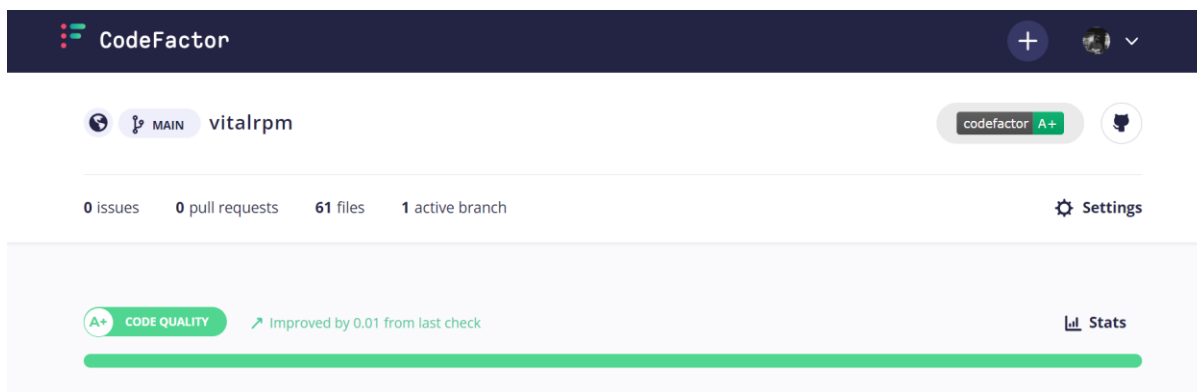 CodeFactor
MAIN vitalrpm
codefactor A+
0 issues 0 pull requests 61 files 1 active branch
Settings
A+ CODE QUALITY Improved by 0.01 from last check
Stats